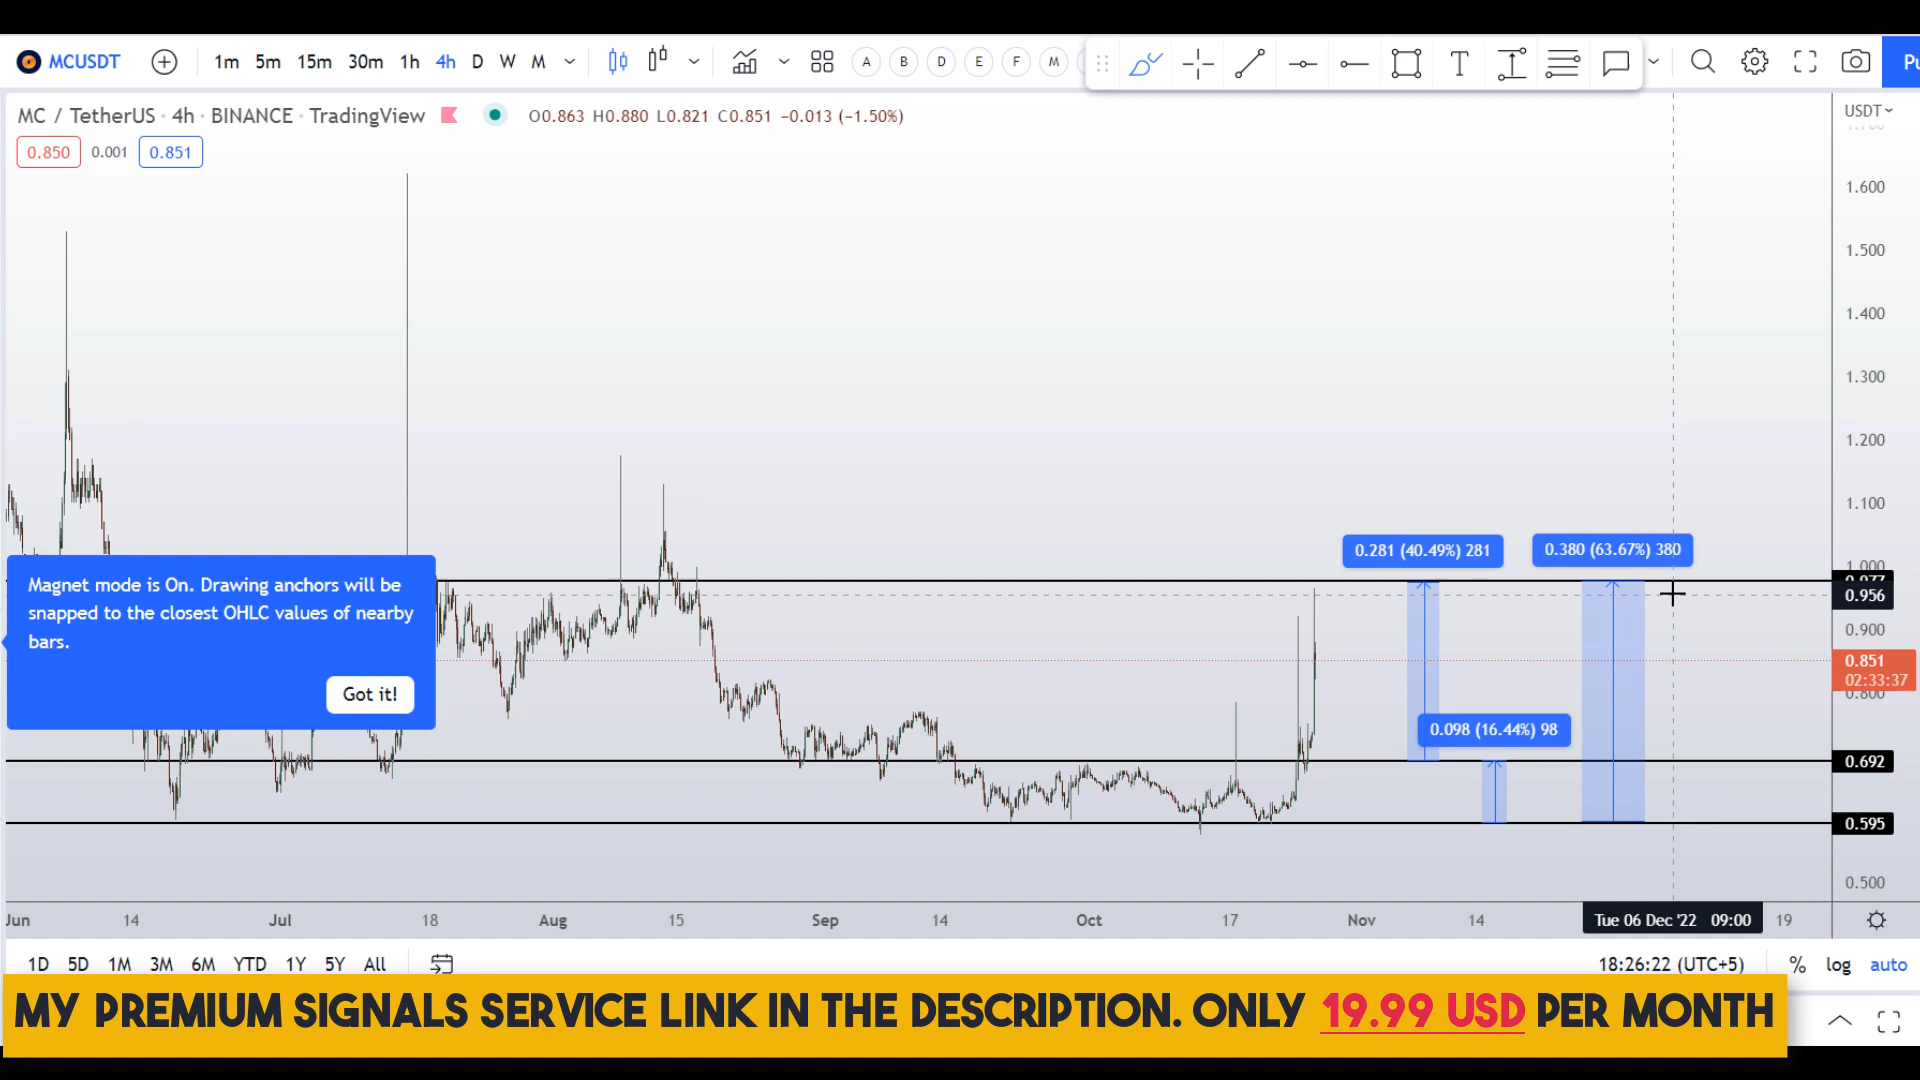 MCUSDT 1m 5m 15m 30m 1h 4h D W M A B D E F M T Pu
MC / TetherUS · 4h · BINANCE · TradingView O0.863 H0.880 L0.821 C0.851 −0.013 (−1.50%) USDT
0.850 0.001 0.851
1.600
1.500
1.400
1.300
1.200
1.100
1.000
0.977
0.956
0.900
0.851
02:33:37
0.800
0.692
0.595
0.500
0.281 (40.49%) 281
0.380 (63.67%) 380
0.098 (16.44%) 98
Magnet mode is On. Drawing anchors will be
snapped to the closest OHLC values of nearby
bars.
Got it!
Jun 14 Jul 18 Aug 15 Sep 14 Oct 17 Nov 14 Tue 06 Dec '22 09:00 19
1D 5D 1M 3M 6M YTD 1Y 5Y All 18:26:22 (UTC+5) % log auto
MY PREMIUM SIGNALS SERVICE LINK IN THE DESCRIPTION. ONLY 19.99 USD PER MONTH